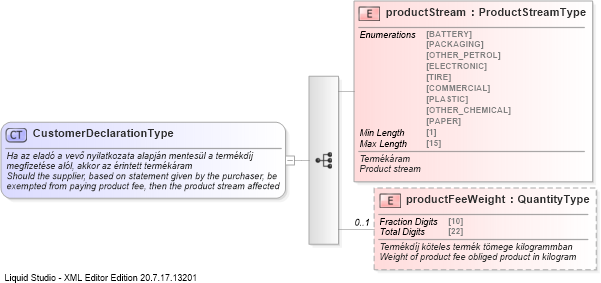 E productStream : ProductStreamType
Enumerations [BATTERY]
[PACKAGING]
[OTHER_PETROL]
[ELECTRONIC]
[TIRE]
[COMMERCIAL]
[PLASTIC]
[OTHER_CHEMICAL]
[PAPER]
Min Length [1]
Max Length [15]
Termékáram
Product stream
CT CustomerDeclarationType
Ha az eladó a vevő nyilatkozata alapján mentesül a termékdíj
megfizetése alól, akkor az érintett termékáram
Should the supplier, based on statement given by the purchaser, be
exempted from paying product fee, then the product stream affected
0..1
E productFeeWeight : QuantityType
Fraction Digits [10]
Total Digits [22]
Termékdíj köteles termék tömege kilogrammban
Weight of product fee obliged product in kilogram
Liquid Studio - XML Editor Edition 20.7.17.13201